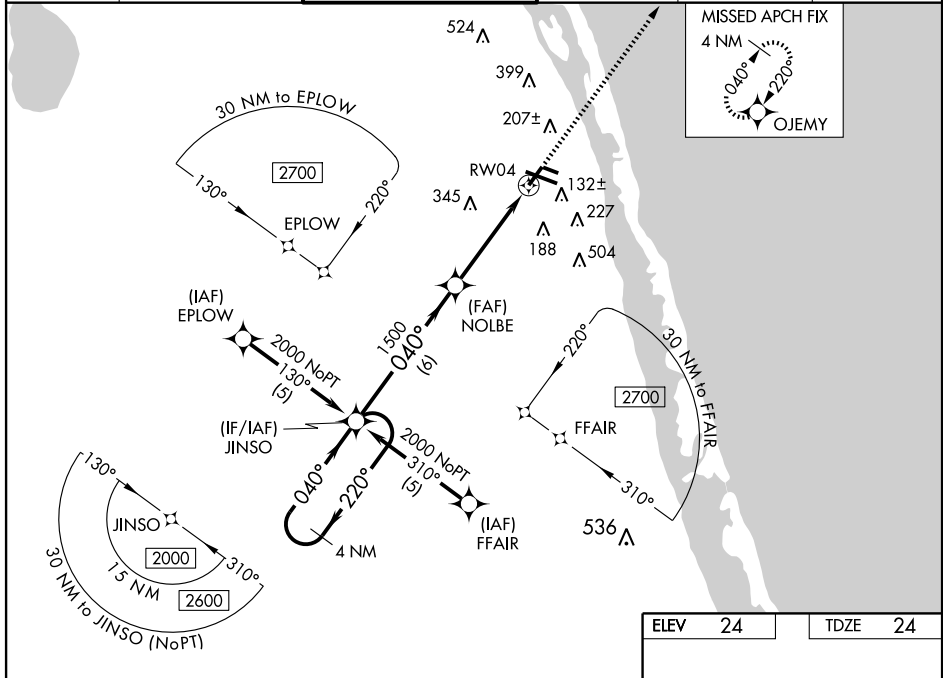 MISSED APCH FIX
4 NM
040°
220°
OJEMY
524
399
207±
RW04
132±
345
227
188
504
30 NM to EPLOW
2700
130°
220°
EPLOW
(IAF)
EPLOW
2000 NoPT
130°
(5)
(FAF)
NOLBE
1500
040°
(6)
(IF/IAF)
JINSO
2000 NoPT
310°
(5)
(IAF)
FFAIR
040°
220°
4 NM
220°
30 NM to FFAIR
2700
FFAIR
310°
536
130°
JINSO
2000
310°
15 NM
2600
30 NM to JINSO (NoPT)
ELEV 24
TDZE 24